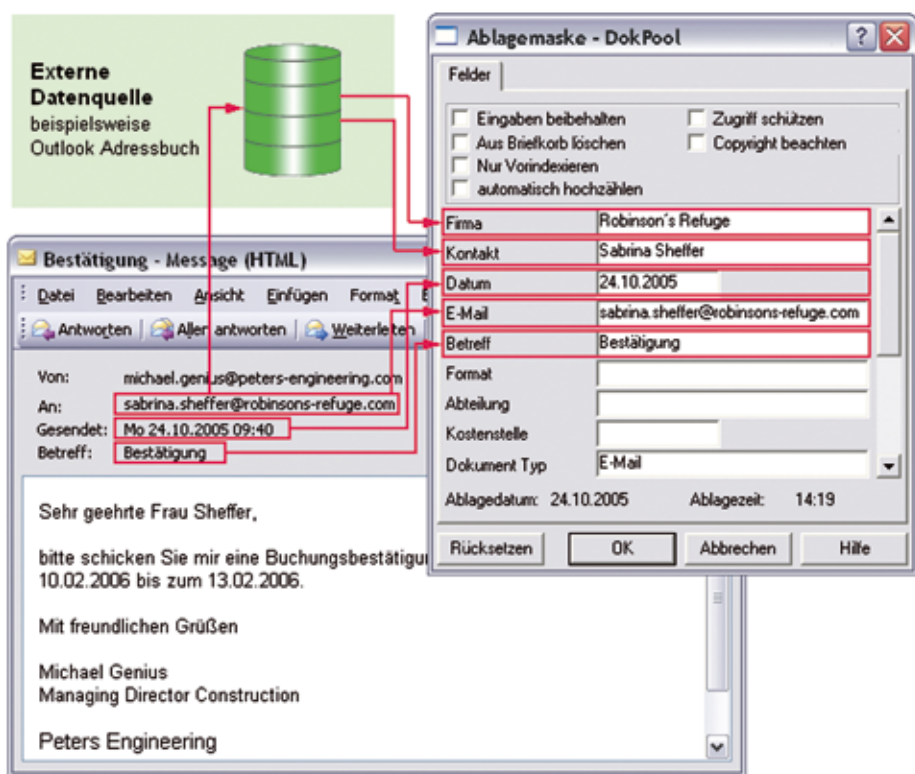 Externe
Datenquelle
beispielsweise
Outlook Adressbuch
Ablagemaske - DokPool
Felder
Eingaben beibehalten
Zugriff schützen
Aus Briefkorb löschen
Copyright beachten
Nur Vorindexieren
automatisch hochzählen
Firma Robinson´s Refuge
Kontakt Sabrina Sheffer
Datum 24.10.2005
E-Mail sabrina.sheffer@robinsons-refuge.com
Betreff Bestätigung
Format
Abteilung
Kostenstelle
Dokument Typ E-Mail
Ablagedatum: 24.10.2005 Ablagezeit: 14:19
Rücksetzen OK Abbrechen Hilfe
Bestätigung - Message (HTML)
Datei Bearbeiten Ansicht Einfügen Format
Antworten Allen antworten Weiterleiten
Von: michael.genius@peters-engineering.com
An: sabrina.sheffer@robinsons-refuge.com
Gesendet: Mo 24.10.2005 09:40
Betreff: Bestätigung
Sehr geehrte Frau Sheffer,
bitte schicken Sie mir eine
10.02.2006 bis zum 13.02.2006.
Mit freundlichen Grüßen
Michael Genius
Managing Director Construction
Peters Engineering